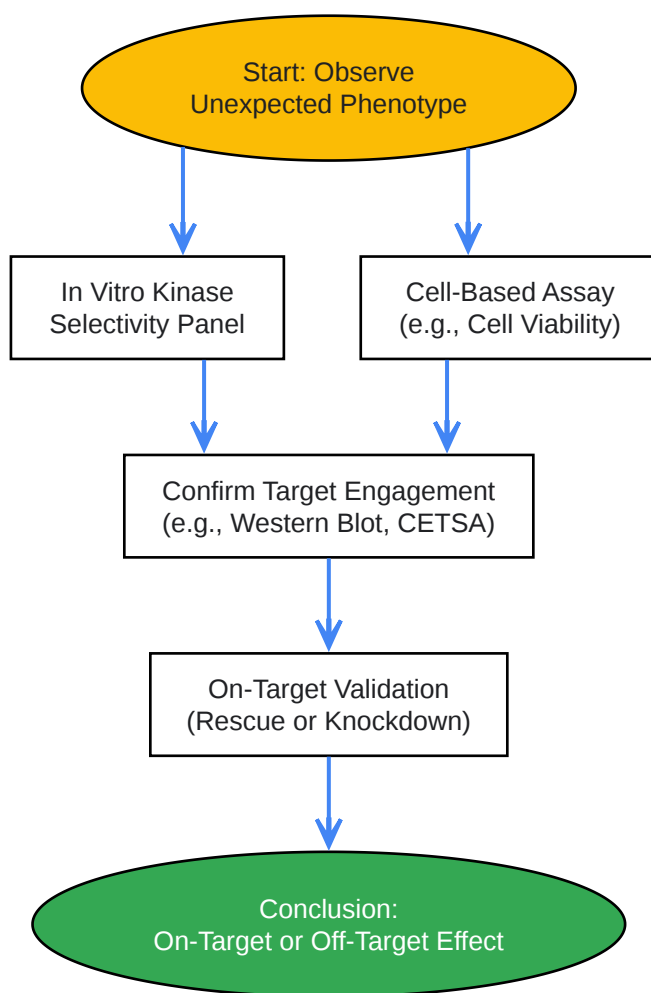 Start: Observe
Unexpected Phenotype
In Vitro Kinase
Selectivity Panel
Cell-Based Assay
(e.g., Cell Viability)
Confirm Target Engagement
(e.g., Western Blot, CETSA)
On-Target Validation
(Rescue or Knockdown)
Conclusion:
On-Target or Off-Target Effect